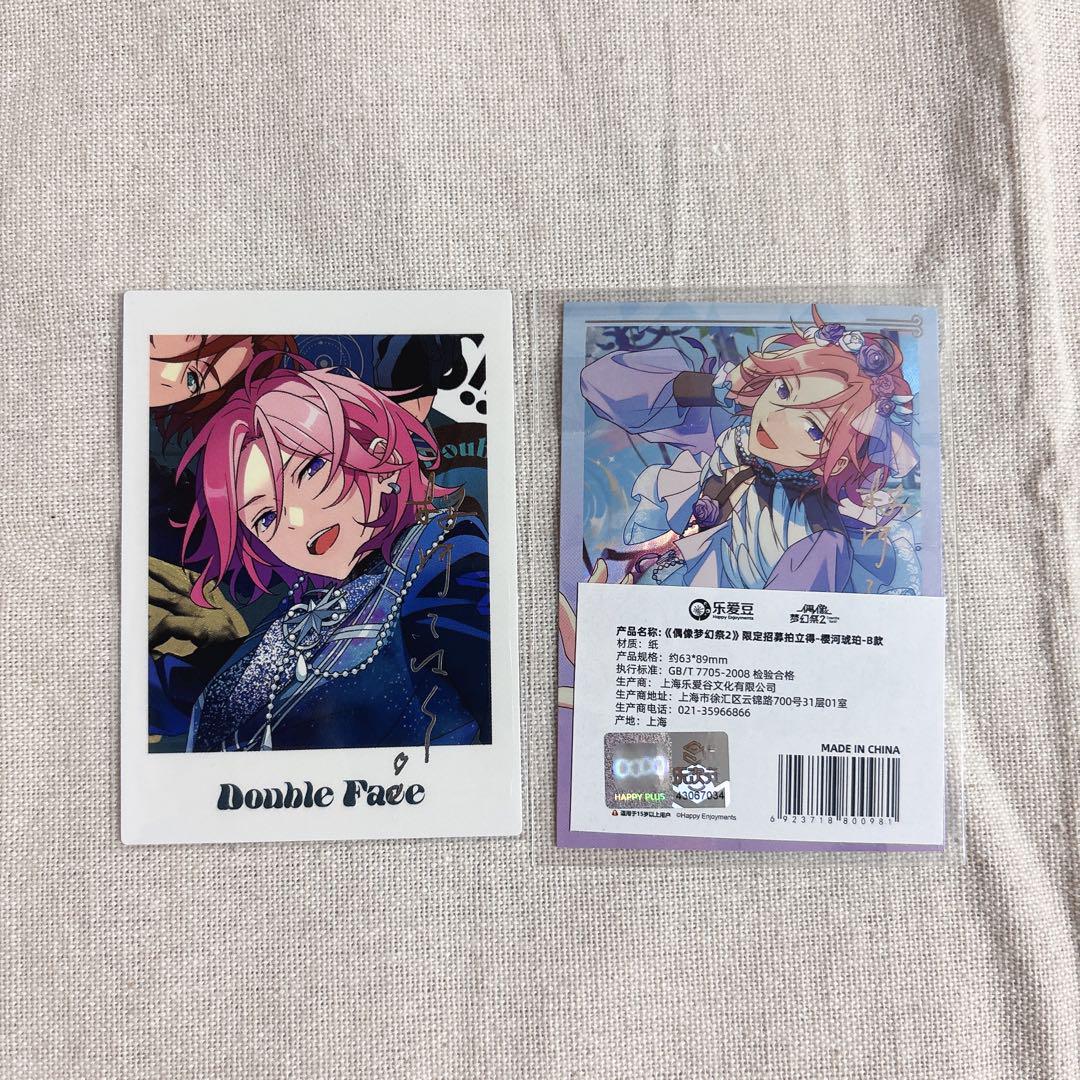 Doub
Double Face
乐爱豆
Happy Enjoyments
偶像
梦幻祭2
产品名称:《偶像梦幻祭2》限定招募拍立得-樱河琥珀-B款
材质：纸
产品规格：约63*89mm
执行标准：GB/T 7705-2008 检验合格
生产商：上海乐爱谷文化有限公司
生产商地址：上海市徐汇区云锦路700号31层01室
生产商电话：021-35966866
产地：上海
MADE IN CHINA
HAPPY PLUS
43067034
适用于15岁以上用户 ©Happy Enjoyments
6 923718 800981